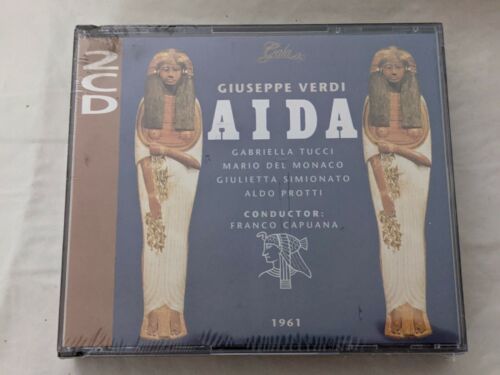 2CD
Gala
GIUSEPPE VERDI
AIDA
GABRIELLA TUCCI
MARIO DEL MONACO
GIULIETTA SIMIONATO
ALDO PROTTI
CONDUCTOR:
FRANCO CAPUANA
1961